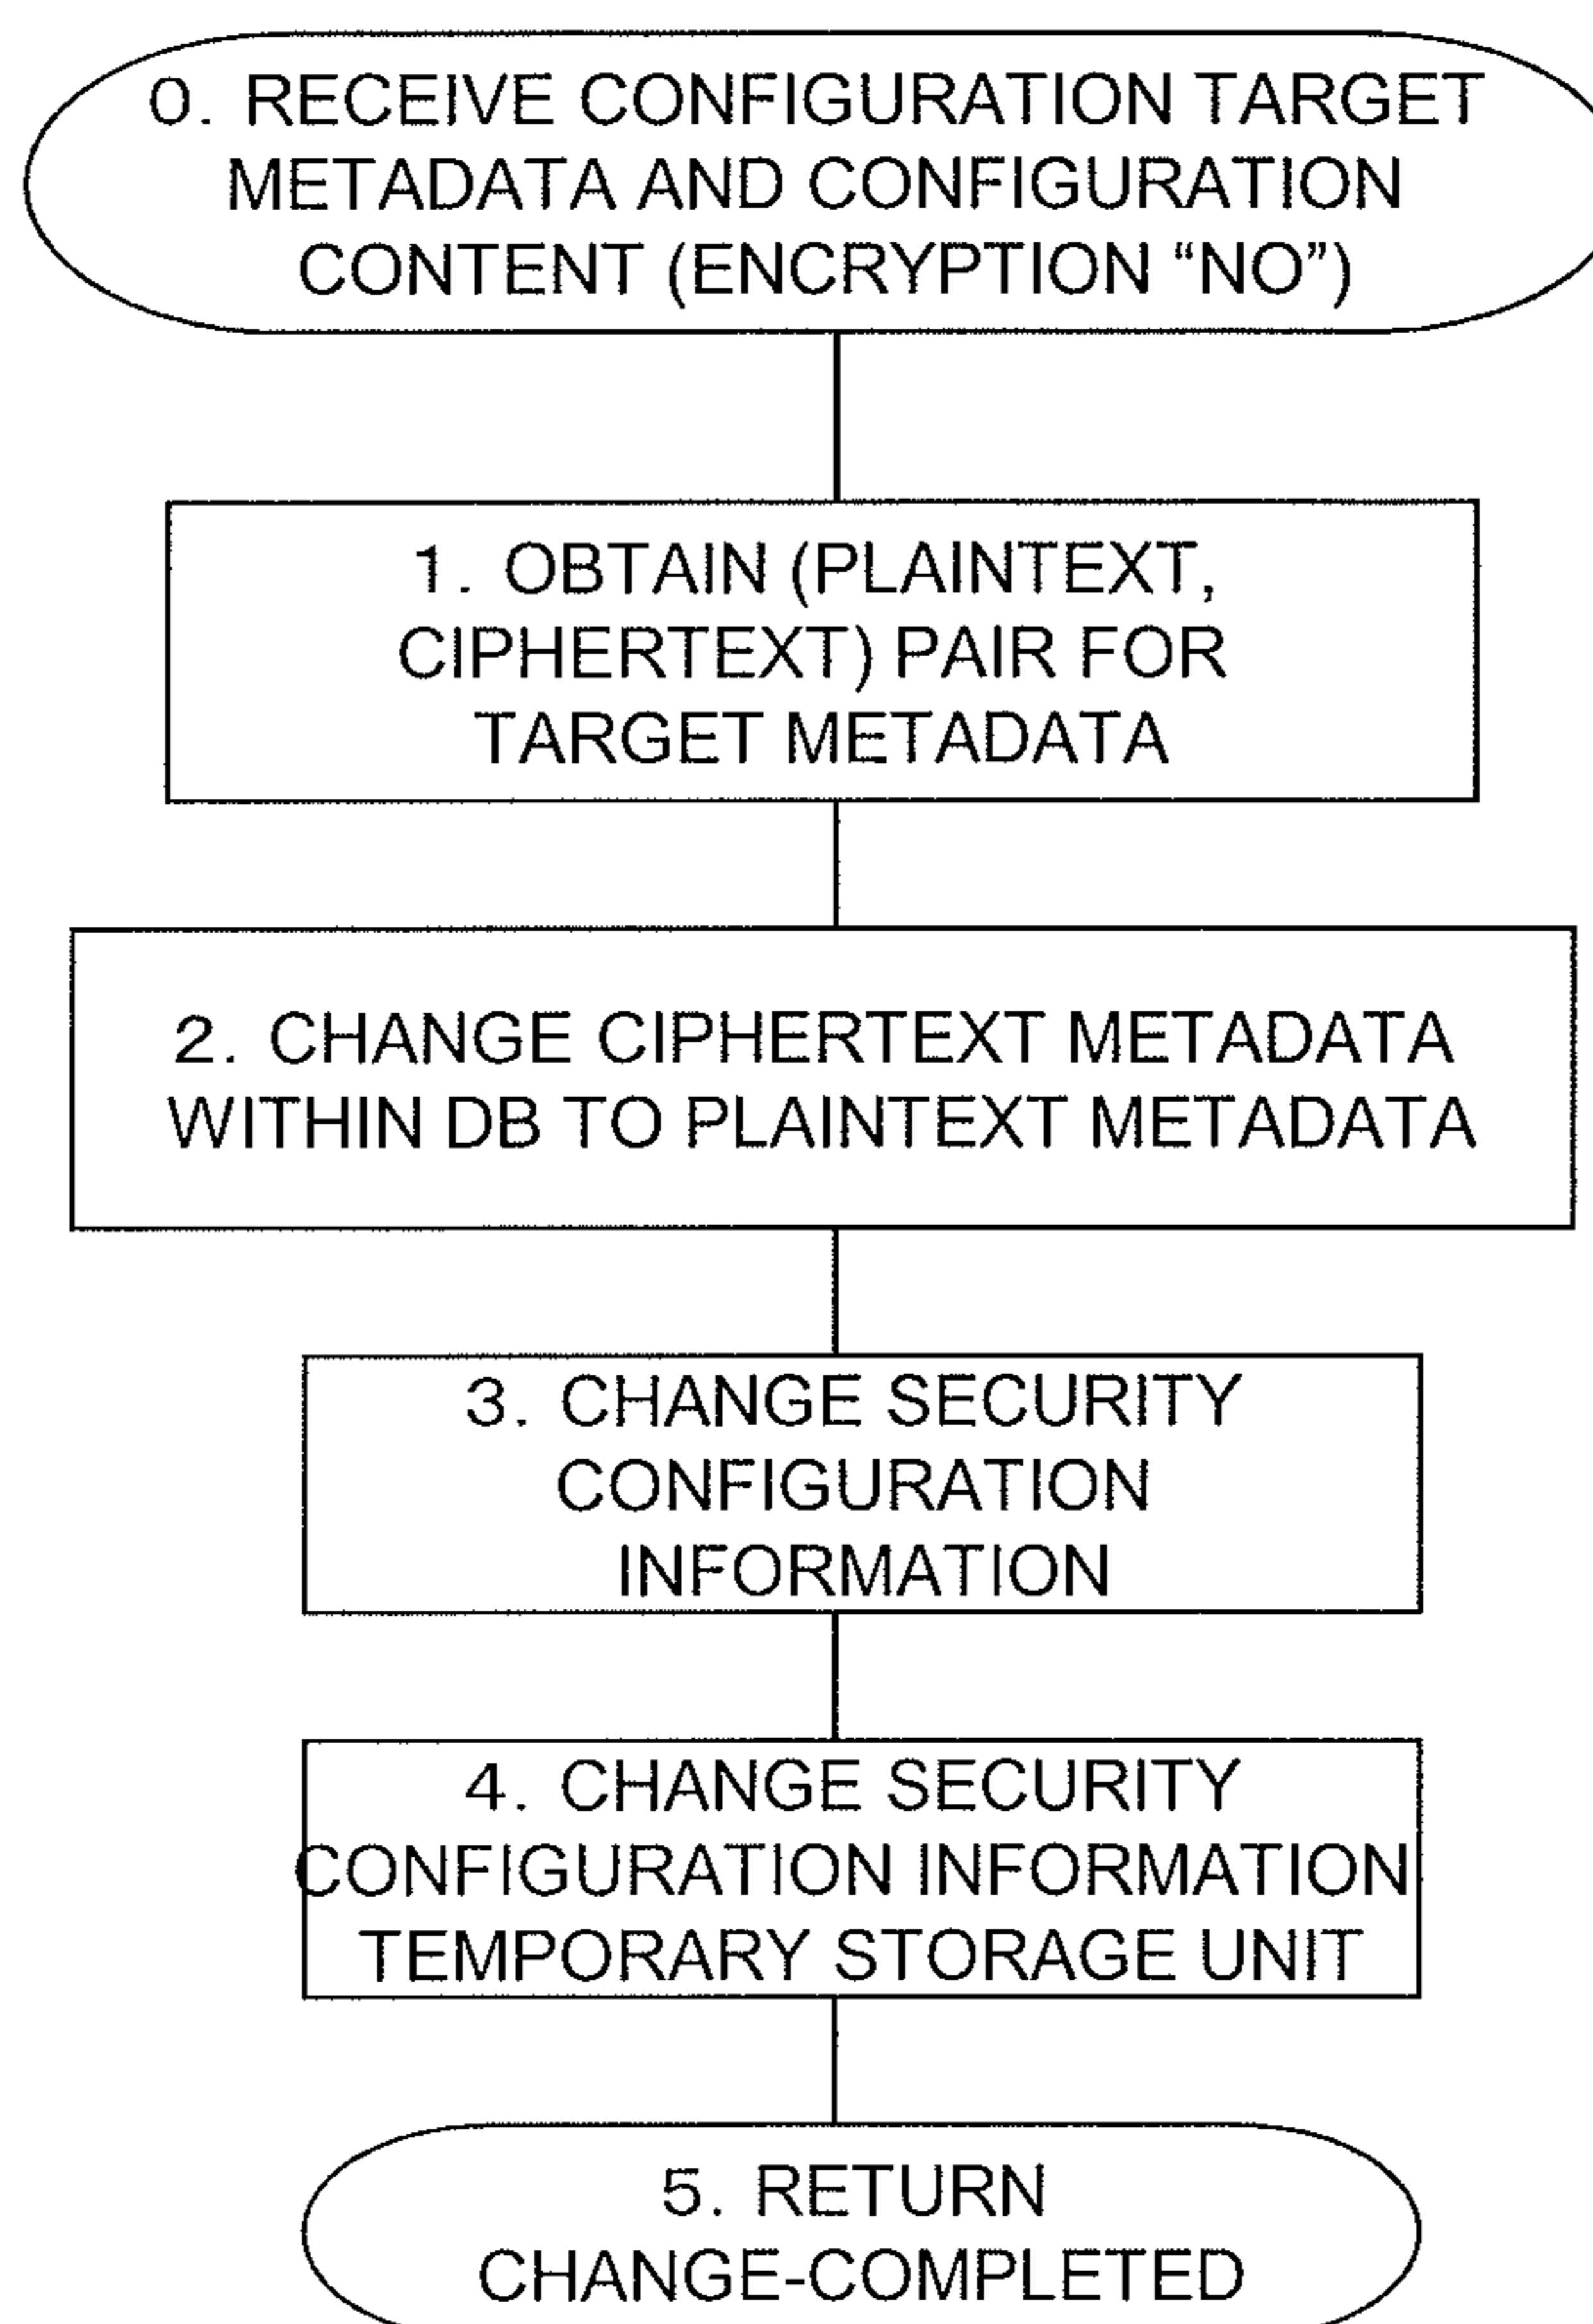 0. RECEIVE CONFIGURATION TARGET
METADATA AND CONFIGURATION
CONTENT (ENCRYPTION “NO”)
1. OBTAIN (PLAINTEXT,
CIPHERTEXT) PAIR FOR
TARGET METADATA
2. CHANGE CIPHERTEXT METADATA
WITHIN DB TO PLAINTEXT METADATA
3. CHANGE SECURITY
CONFIGURATION
INFORMATION
4. CHANGE SECURITY
CONFIGURATION INFORMATION
TEMPORARY STORAGE UNIT
5. RETURN
CHANGE-COMPLETED